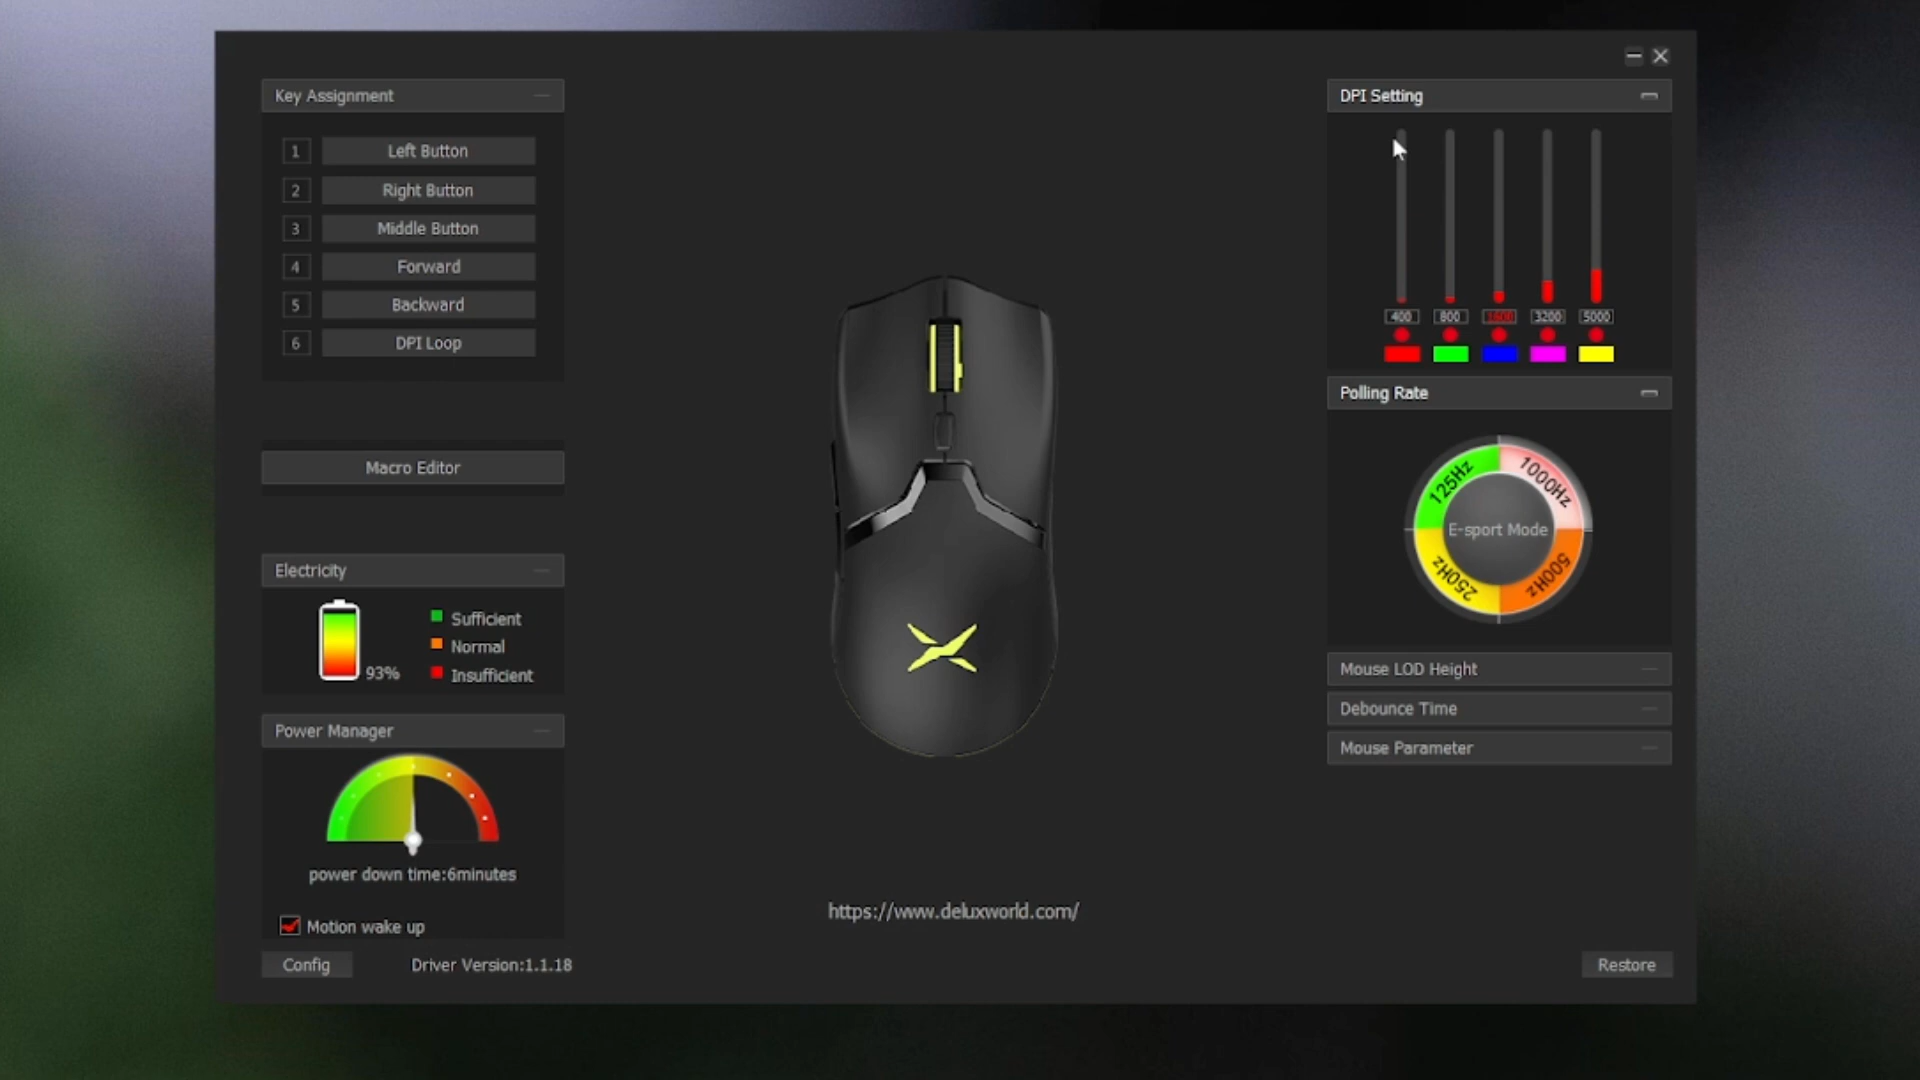 Key Assignment
1 Left Button
2 Right Button
3 Middle Button
4 Forward
5 Backward
6 DPI Loop
Macro Editor
Electricity
93%
Sufficient
Normal
Insufficient
Power Manager
power down time:6minutes
Motion wake up
Config
Driver Version:1.1.18
https://www.deluxworld.com/
DPI Setting
400 800 1600 3200 5000
Polling Rate
125Hz 1000Hz
E-sport Mode
250Hz 500Hz
Mouse LOD Height
Debounce Time
Mouse Parameter
Restore